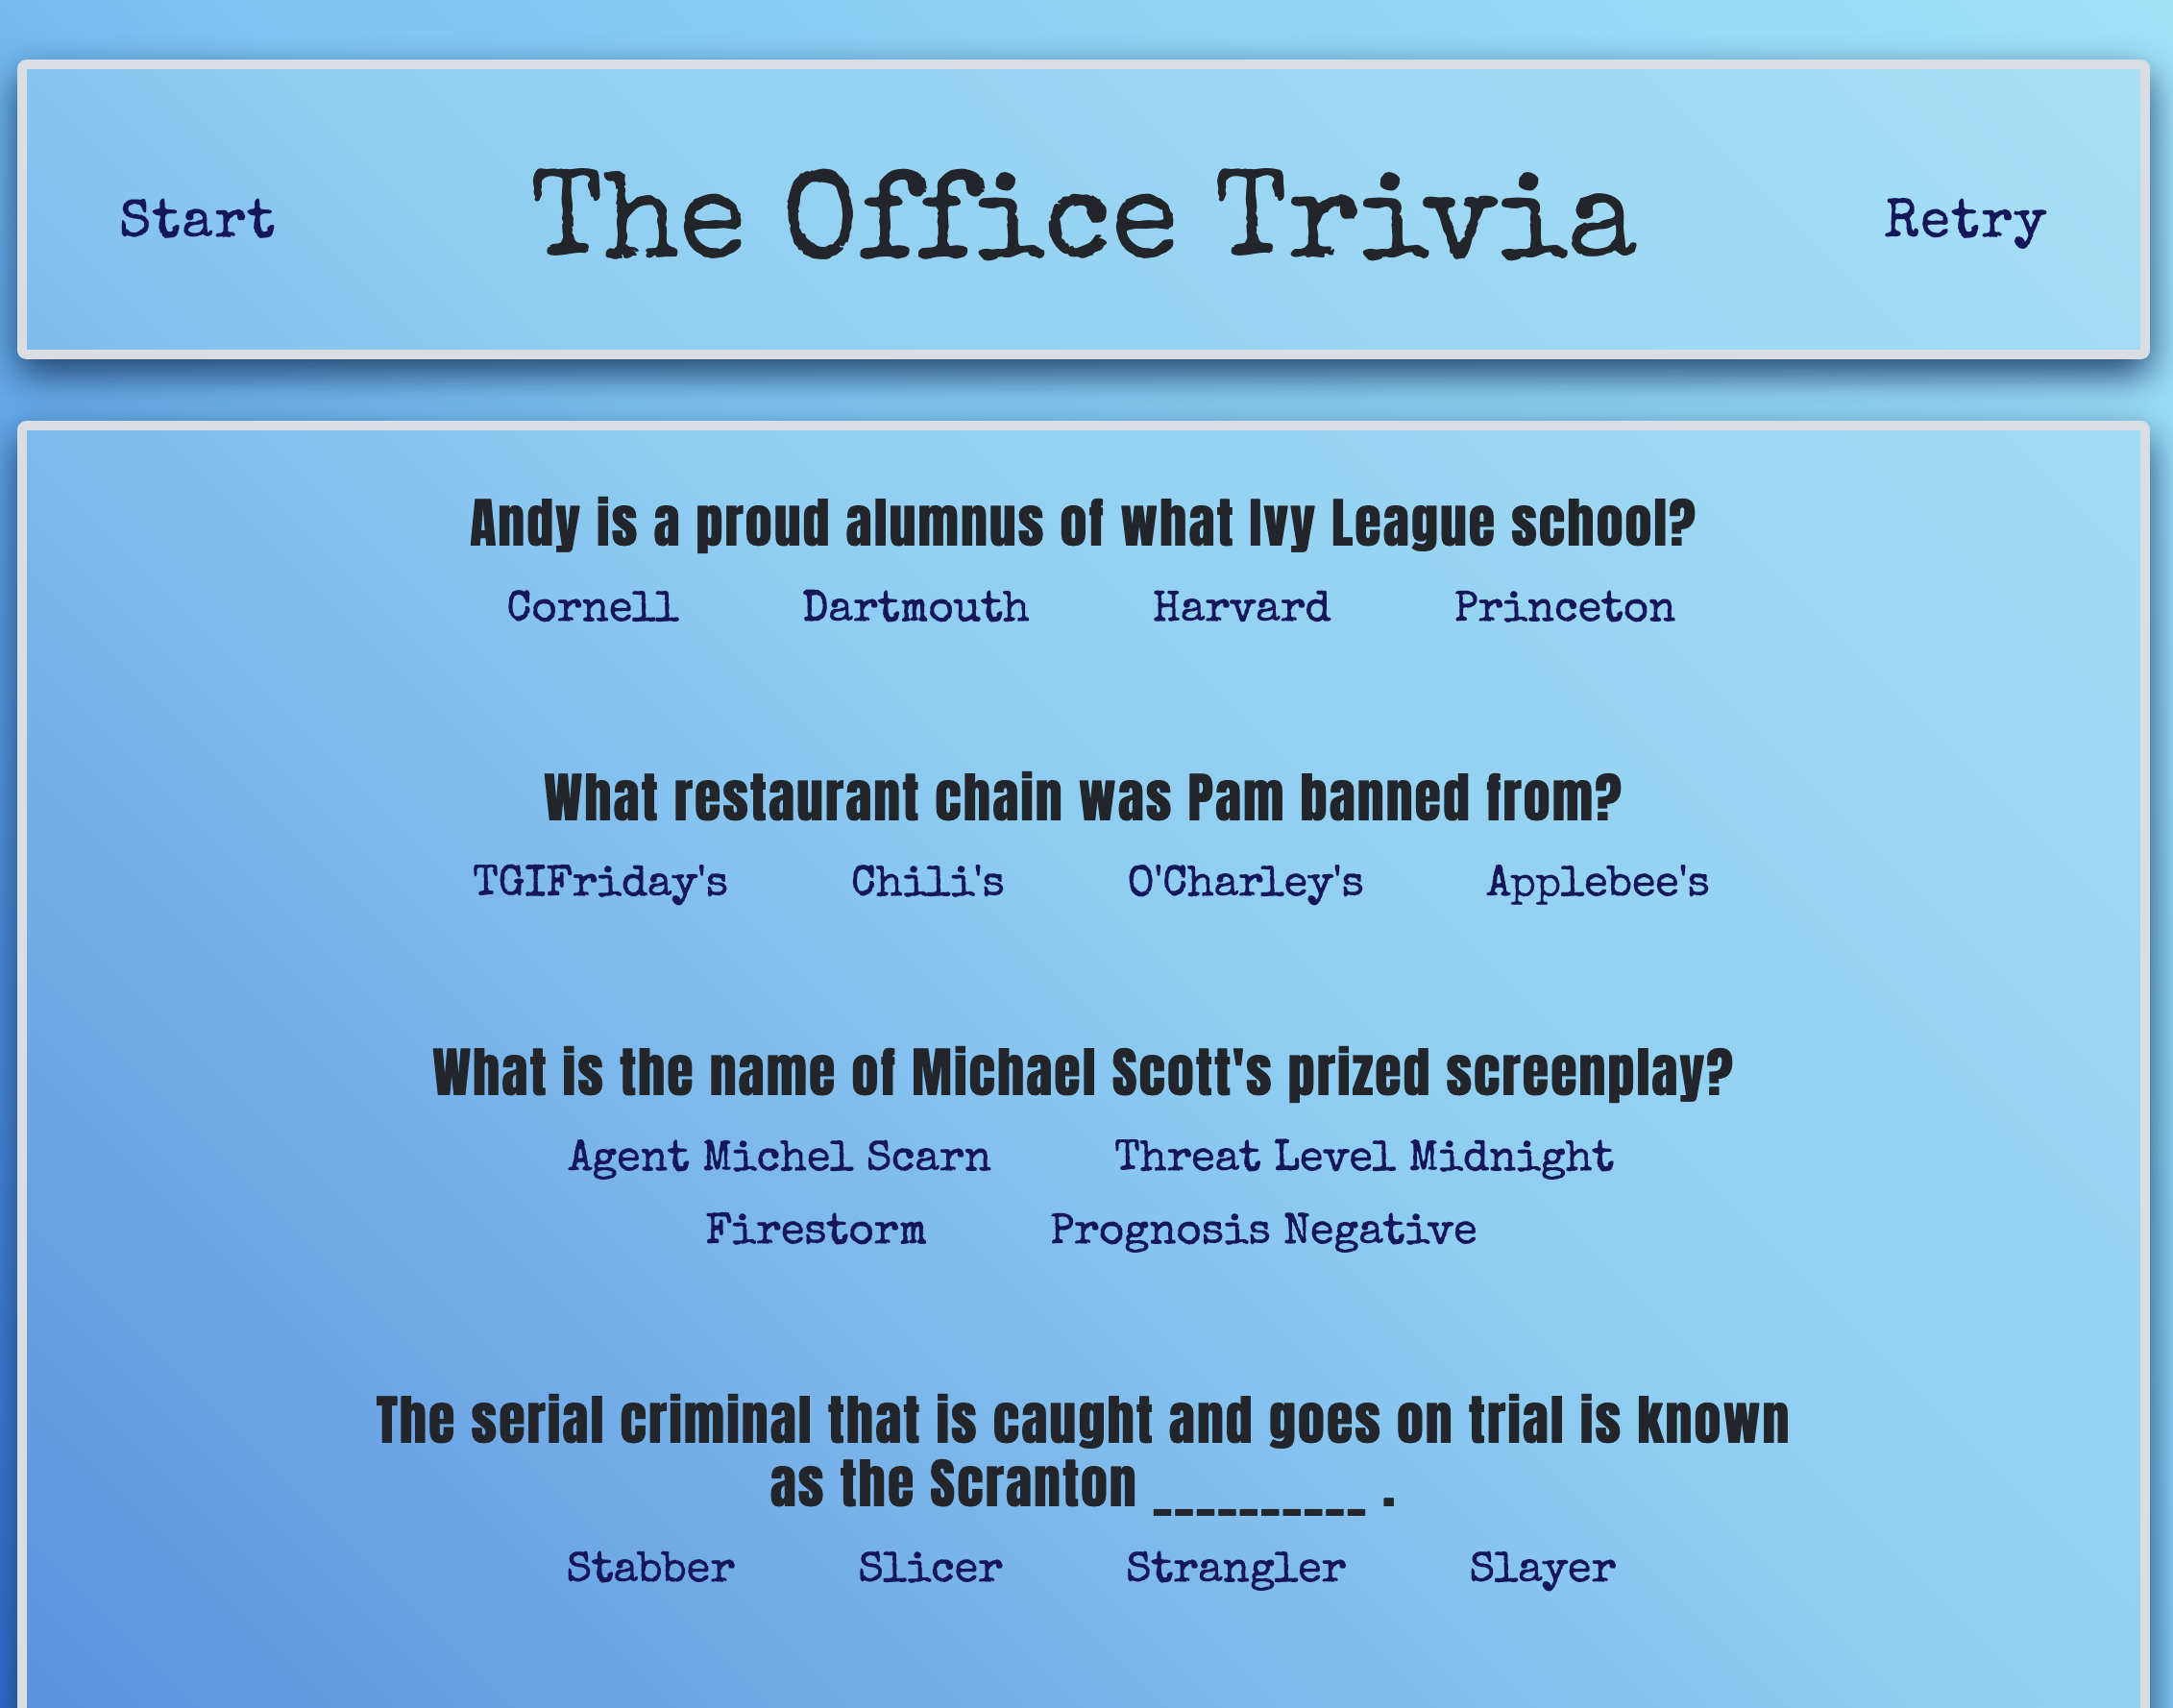 Start The Office Trivia Retry
Andy is a proud alumnus of what Ivy League school?
Cornell Dartmouth Harvard Princeton
What restaurant chain was Pam banned from?
TGIFriday's Chili's O'Charley's Applebee's
What is the name of Michael Scott's prized screenplay?
Agent Michel Scarn Threat Level Midnight
Firestorm Prognosis Negative
The serial criminal that is caught and goes on trial is known
as the Scranton __________ .
Stabber Slicer Strangler Slayer